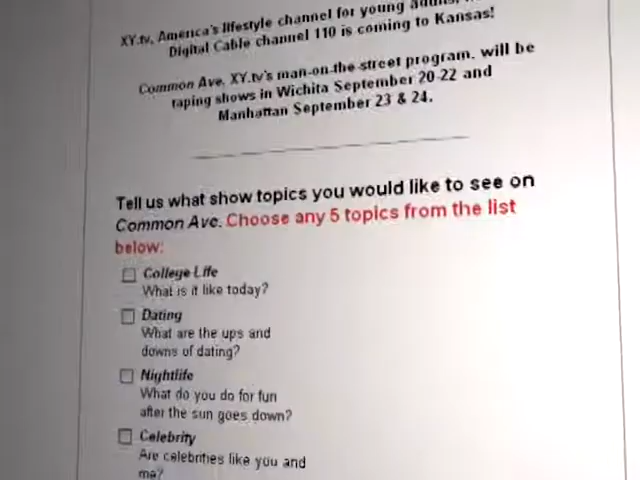 XY.tv, America's lifestyle channel for young adults,
Digital Cable channel 110 is coming to Kansas!
Common Ave, XY.tv's man-on-the-street program, will be
taping shows in Wichita September 20-22 and
Manhattan September 23 & 24.
Tell us what show topics you would like to see on
Common Ave. Choose any 5 topics from the list
below:
College Life
What is it like today?
Dating
What are the ups and
downs of dating?
Nightlife
What do you do for fun
after the sun goes down?
Celebrity
Are celebrities like you and
me?